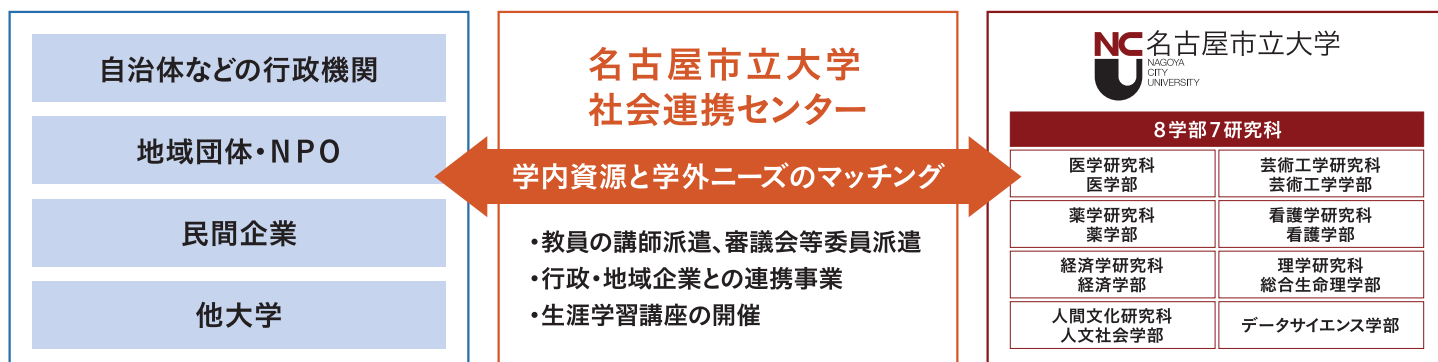 自治体などの行政機関
地域団体・NPO
民間企業
他大学
名古屋市立大学
社会連携センター
学内資源と学外ニーズのマッチング
・教員の講師派遣、審議会等委員派遣
・行政・地域企業との連携事業
・生涯学習講座の開催
NCU
名古屋市立大学
NAGOYA
CITY
UNIVERSITY
8学部7研究科
医学研究科
医学部
芸術工学研究科
芸術工学学部
薬学研究科
薬学部
看護学研究科
看護学部
経済学研究科
経済学部
理学研究科
総合生命理学部
人間文化研究科
人文社会学部
データサイエンス学部